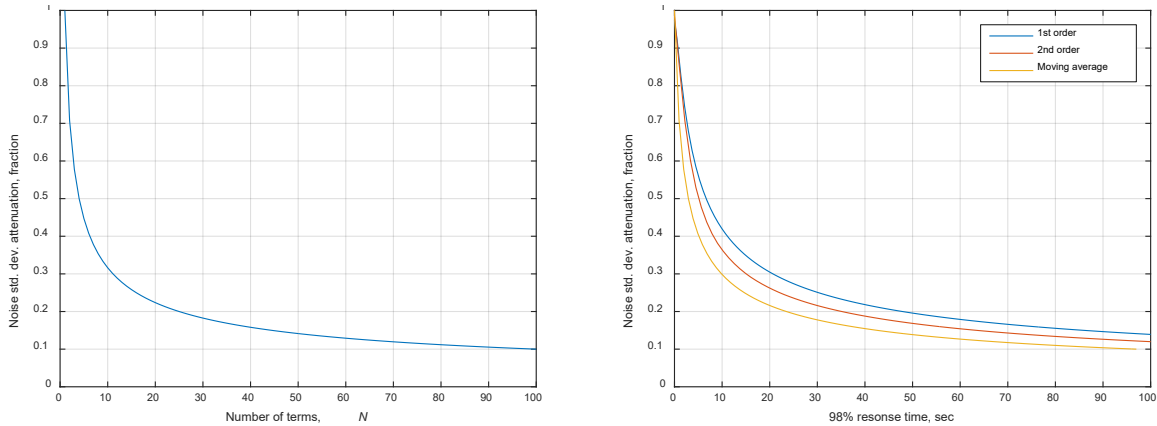 0.9
0.8
0.7
0.6
0.5
0.4
0.3
0.2
0.1
0
0 10 20 30 40 50 60 70 80 90 100
Number of terms, N
Noise std. dev. attenuation, fraction
0.9
0.8
0.7
0.6
0.5
0.4
0.3
0.2
0.1
0
0 10 20 30 40 50 60 70 80 90 100
98% resonse time, sec
Noise std. dev. attenuation, fraction
1st order
2nd order
Moving average